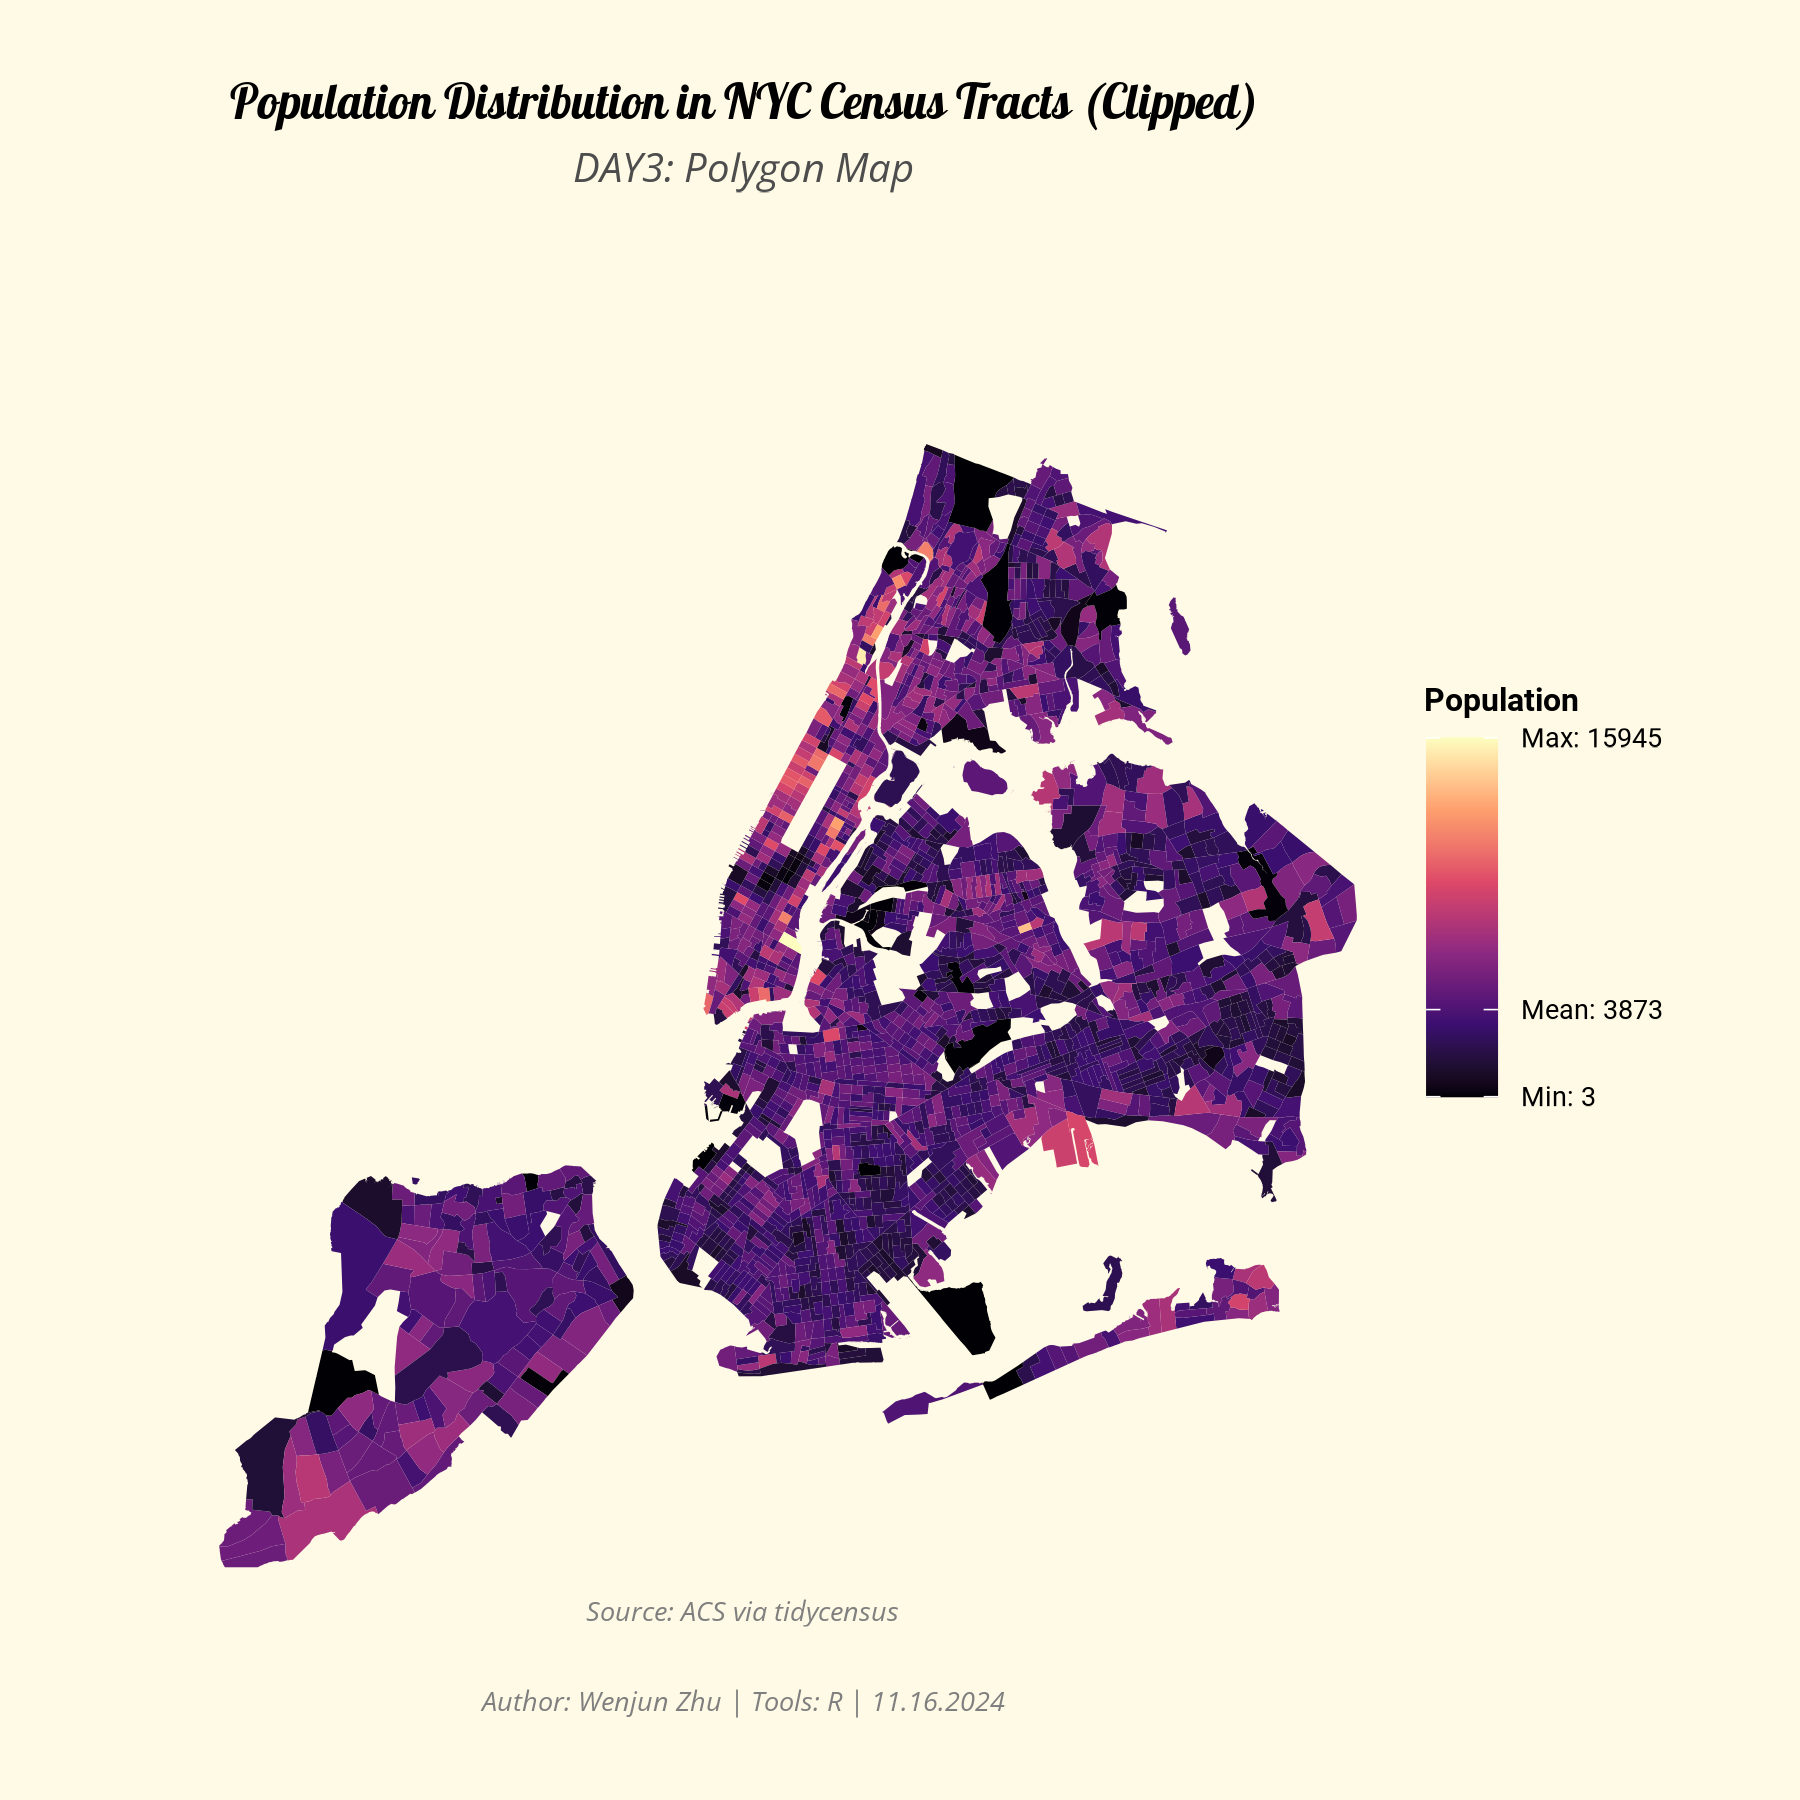 Population Distribution in NYC Census Tracts (Clipped)
DAY3: Polygon Map
Population
Max: 15945
Mean: 3873
Min: 3
Source: ACS via tidycensus
Author: Wenjun Zhu | Tools: R | 11.16.2024